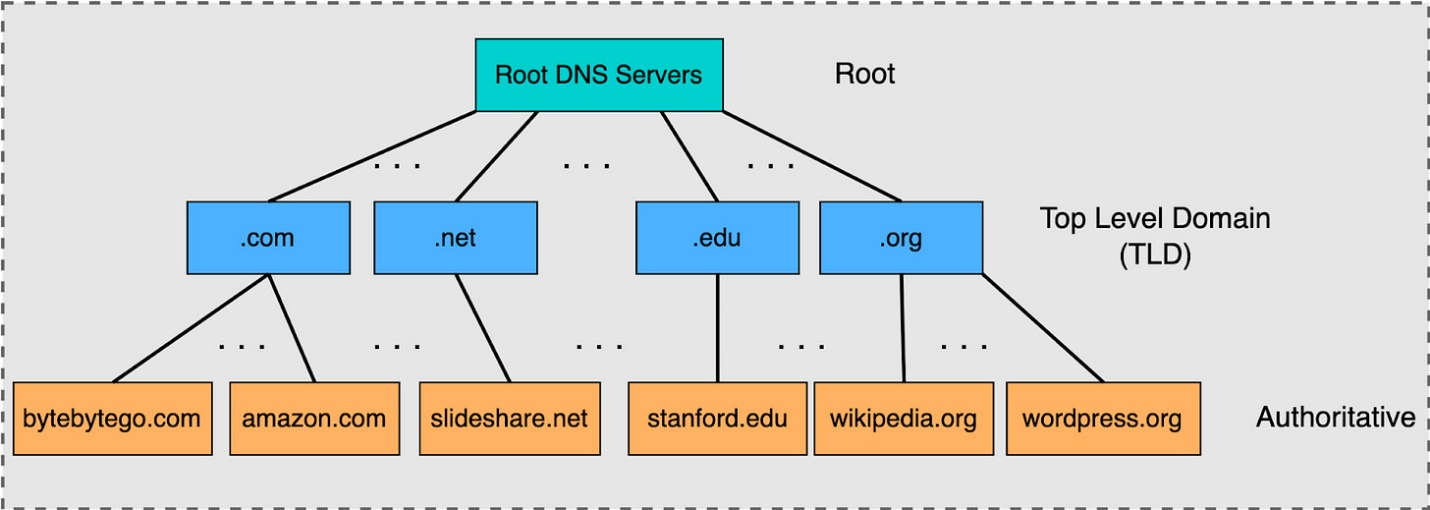 Root DNS Servers
Root
. . .
. . .
. . .
.com
.net
.edu
.org
Top Level Domain
(TLD)
. . .
. . .
. . .
. . .
. . .
bytebytego.com
amazon.com
slideshare.net
stanford.edu
wikipedia.org
wordpress.org
Authoritative